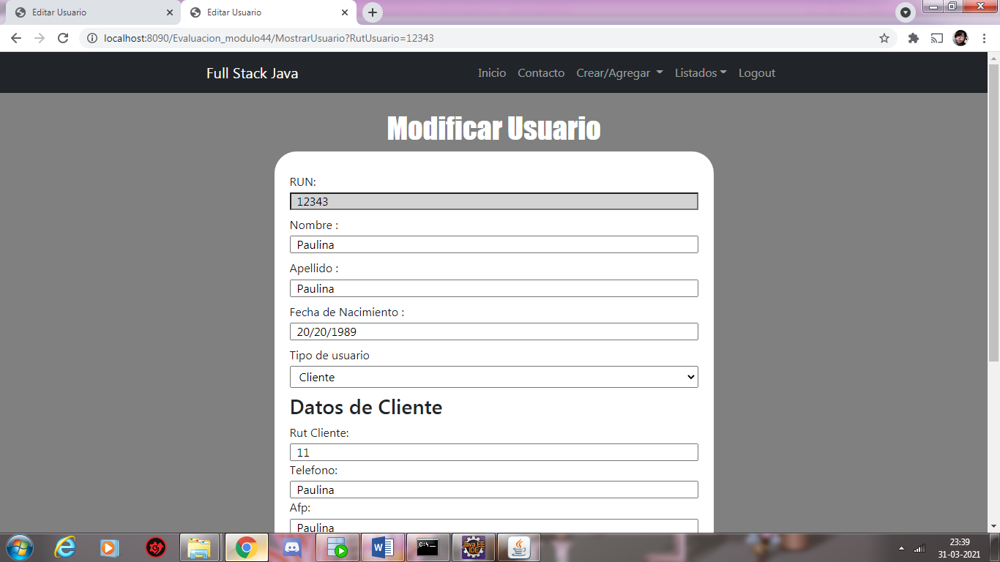 Editar Usuario
Editar Usuario
localhost:8090/Evaluacion_modulo44/MostrarUsuario?RutUsuario=12343
Full Stack Java
Inicio
Contacto
Crear/Agregar
Listados
Logout
Modificar Usuario
RUN:
12343
Nombre :
Paulina
Apellido :
Paulina
Fecha de Nacimiento :
20/20/1989
Tipo de usuario
Cliente
Datos de Cliente
Rut Cliente:
11
Telefono:
Paulina
Afp:
Paulina
Java EE
IDE
23:39
31-03-2021